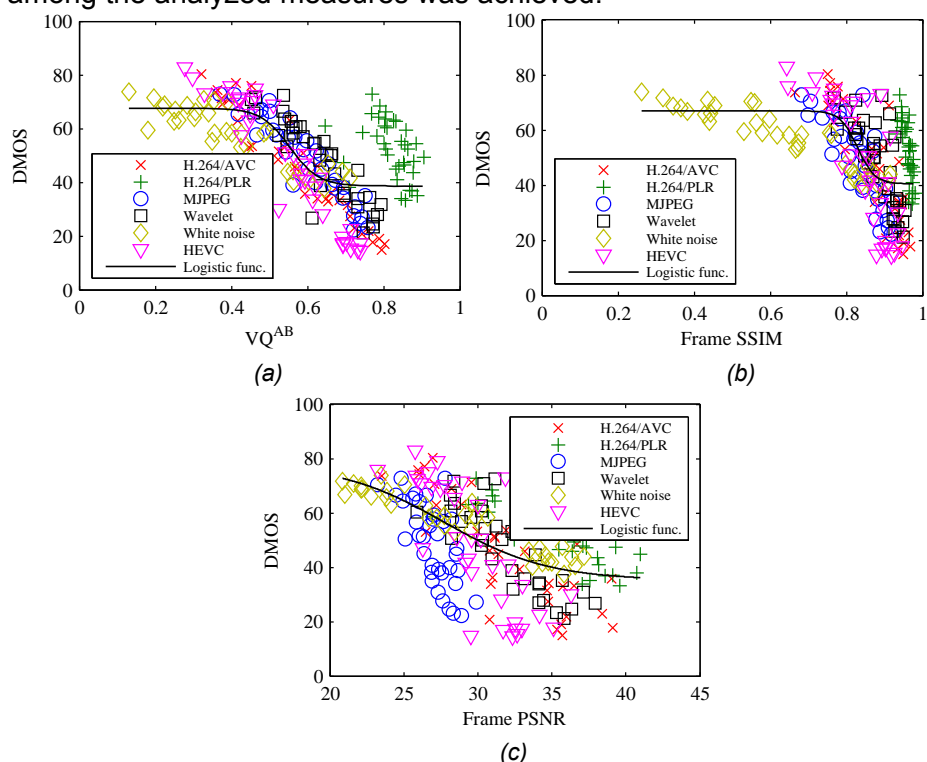 among the analyzed measures was achieved.
80
60
40
20
0
DMOS
H.264/AVC
H.264/PLR
MJPEG
Wavelet
White noise
HEVC
Logistic func.
0 0.2 0.4 0.6 0.8 1
VQ^AB
(a)
100
80
60
40
20
0
DMOS
H.264/AVC
H.264/PLR
MJPEG
Wavelet
White noise
HEVC
Logistic func.
0 0.2 0.4 0.6 0.8 1
Frame SSIM
(b)
100
80
60
40
20
0
DMOS
H.264/AVC
H.264/PLR
MJPEG
Wavelet
White noise
HEVC
Logistic func.
20 25 30 35 40 45
Frame PSNR
(c)